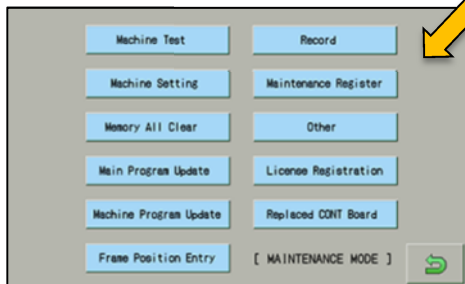 Machine Test
Record
Machine Setting
Maintenance Register
Memory All Clear
Other
Main Program Update
License Registration
Machine Program Update
Replaced CONT Board
Frame Position Entry
[ MAINTENANCE MODE ]